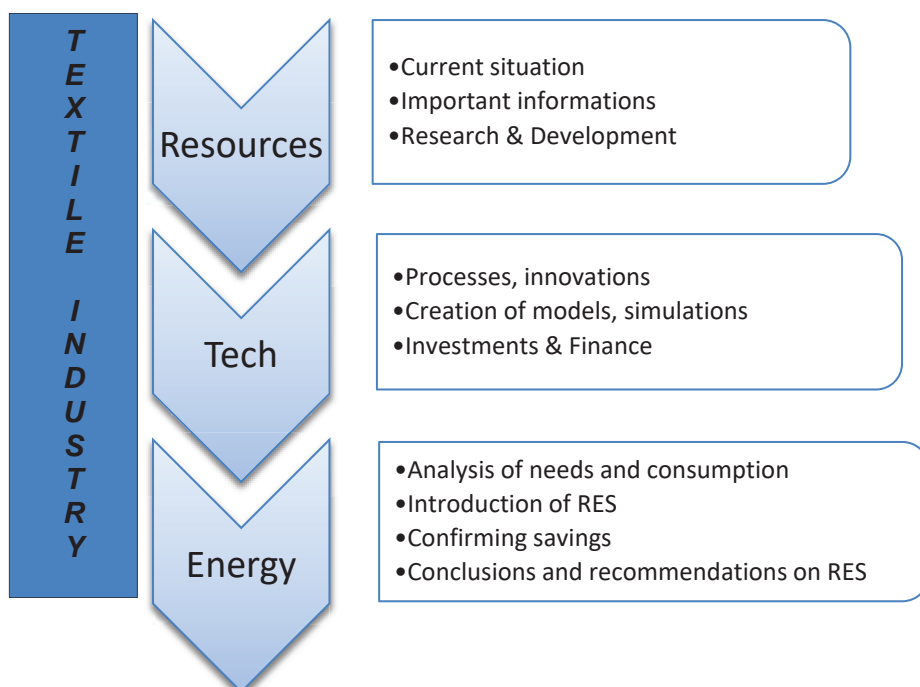 TEXTILE INDUSTRY
Resources
•Current situation
•Important informations
•Research & Development
Tech
•Processes, innovations
•Creation of models, simulations
•Investments & Finance
Energy
•Analysis of needs and consumption
•Introduction of RES
•Confirming savings
•Conclusions and recommendations on RES